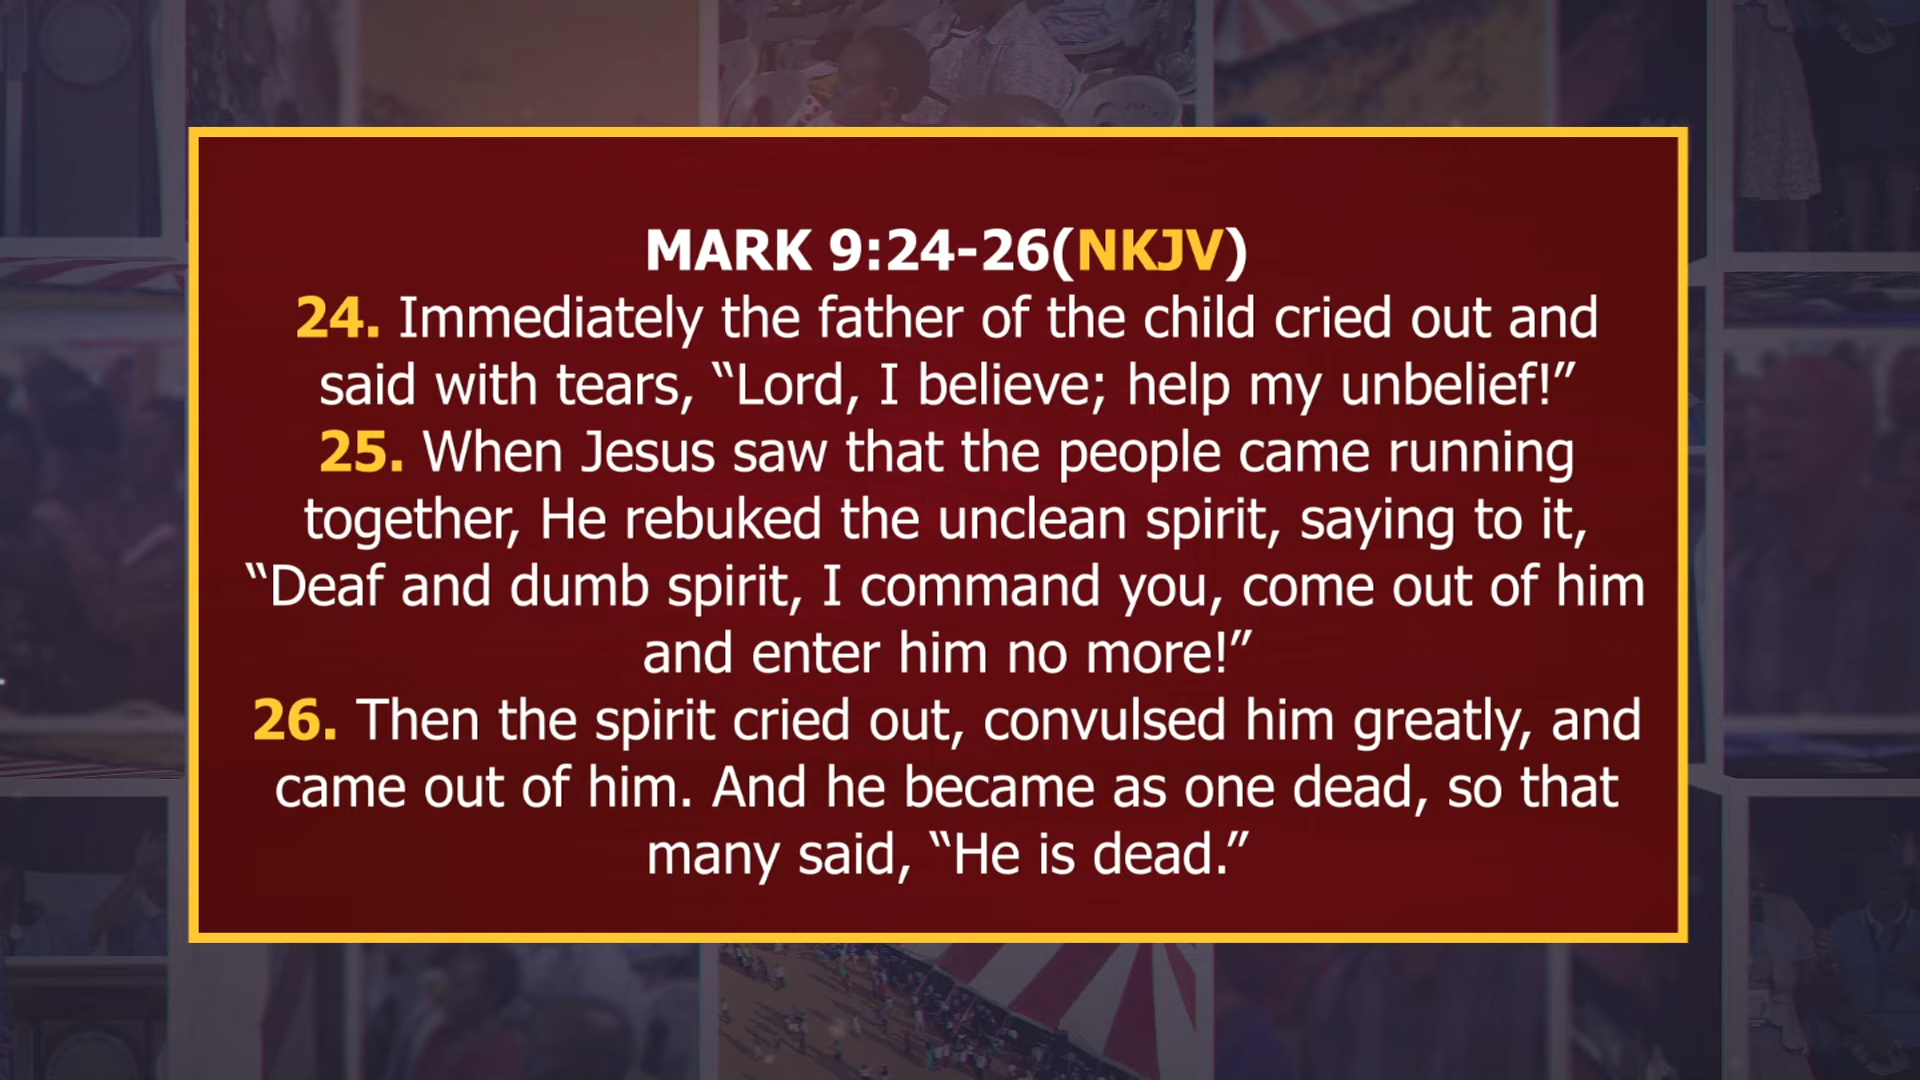 MARK 9:24-26(NKJV)
24. Immediately the father of the child cried out and
said with tears, “Lord, I believe; help my unbelief!”
25. When Jesus saw that the people came running
together, He rebuked the unclean spirit, saying to it,
“Deaf and dumb spirit, I command you, come out of him
and enter him no more!”
26. Then the spirit cried out, convulsed him greatly, and
came out of him. And he became as one dead, so that
many said, “He is dead.”